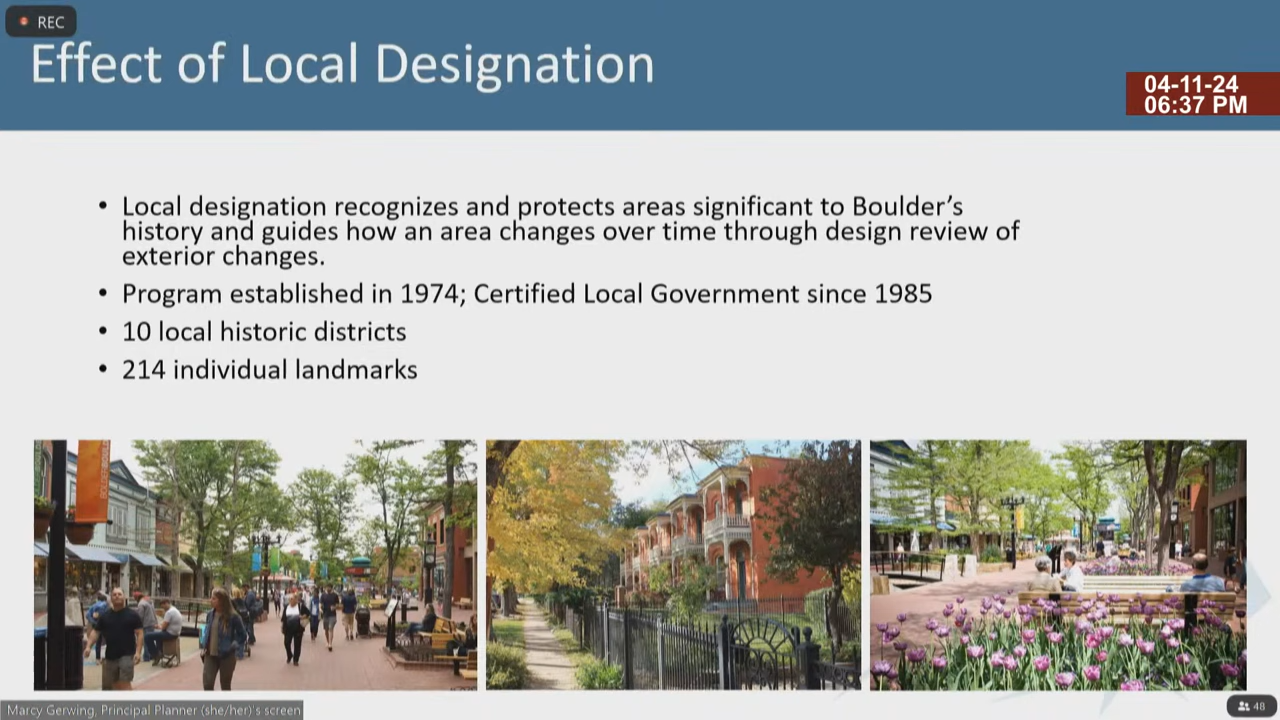 REC
Effect of Local Designation
04-11-24
06:37 PM
• Local designation recognizes and protects areas significant to Boulder’s
history and guides how an area changes over time through design review of
exterior changes.
• Program established in 1974; Certified Local Government since 1985
• 10 local historic districts
• 214 individual landmarks
Marcy Gerwing, Principal Planner (she/her)'s screen
48